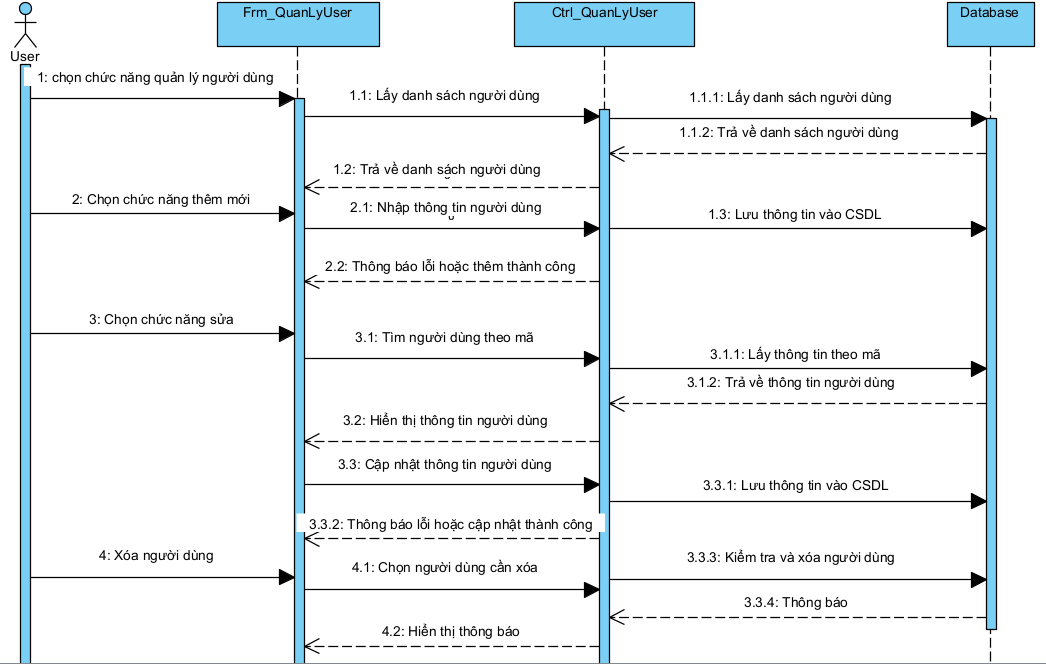 Frm_QuanLyUser
Ctrl_QuanLyUser
Database
User
1: chọn chức năng quản lý người dùng
1.1: Lấy danh sách người dùng
1.1.1: Lấy danh sách người dùng
1.1.2: Trả về danh sách người dùng
1.2: Trả về danh sách người dùng
2: Chọn chức năng thêm mới
2.1: Nhập thông tin người dùng
1.3: Lưu thông tin vào CSDL
2.2: Thông báo lỗi hoặc thêm thành công
3: Chọn chức năng sửa
3.1: Tìm người dùng theo mã
3.1.1: Lấy thông tin theo mã
3.1.2: Trả về thông tin người dùng
3.2: Hiển thị thông tin người dùng
3.3: Cập nhật thông tin người dùng
3.3.1: Lưu thông tin vào CSDL
3.3.2: Thông báo lỗi hoặc cập nhật thành công
4: Xóa người dùng
3.3.3: Kiểm tra và xóa người dùng
4.1: Chọn người dùng cần xóa
3.3.4: Thông báo
4.2: Hiển thị thông báo